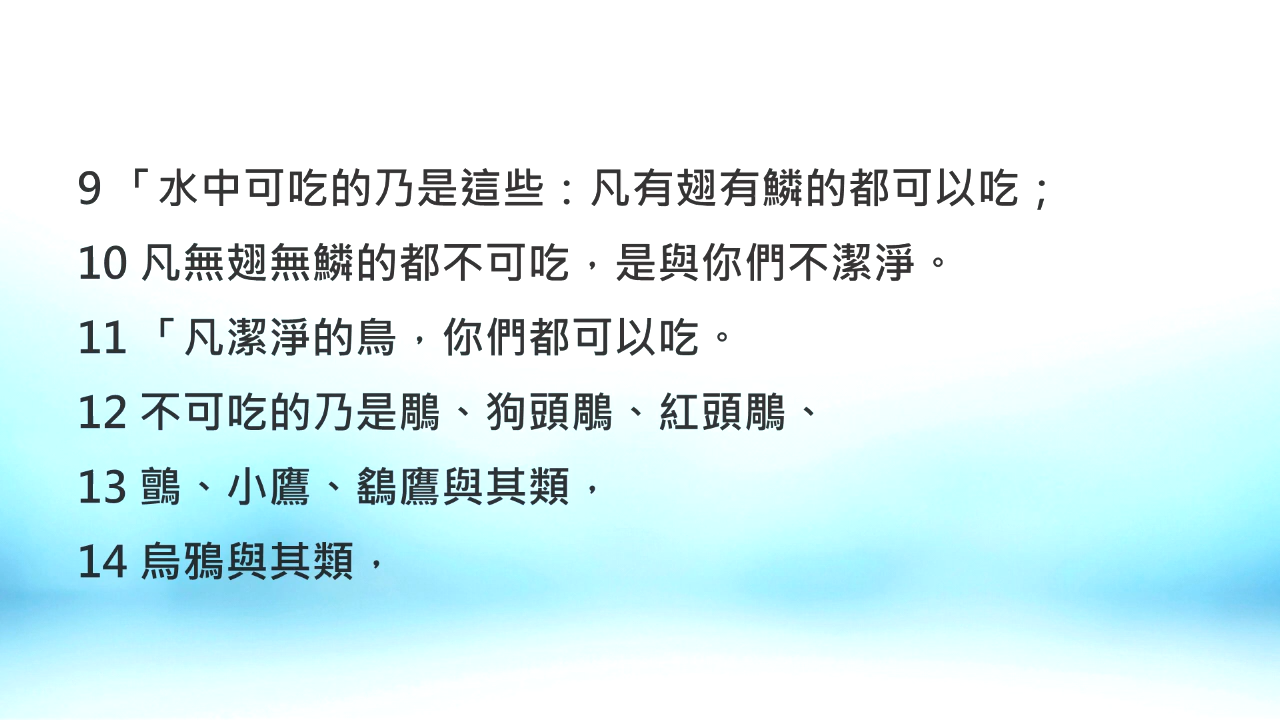 9 「水中可吃的乃是這些：凡有翅有鱗的都可以吃；
10 凡無翅無鱗的都不可吃，是與你們不潔淨。
11 「凡潔淨的鳥，你們都可以吃。
12 不可吃的乃是鵰、狗頭鵰、紅頭鵰、
13 鸇、小鷹、鷂鷹與其類，
14 烏鴉與其類，